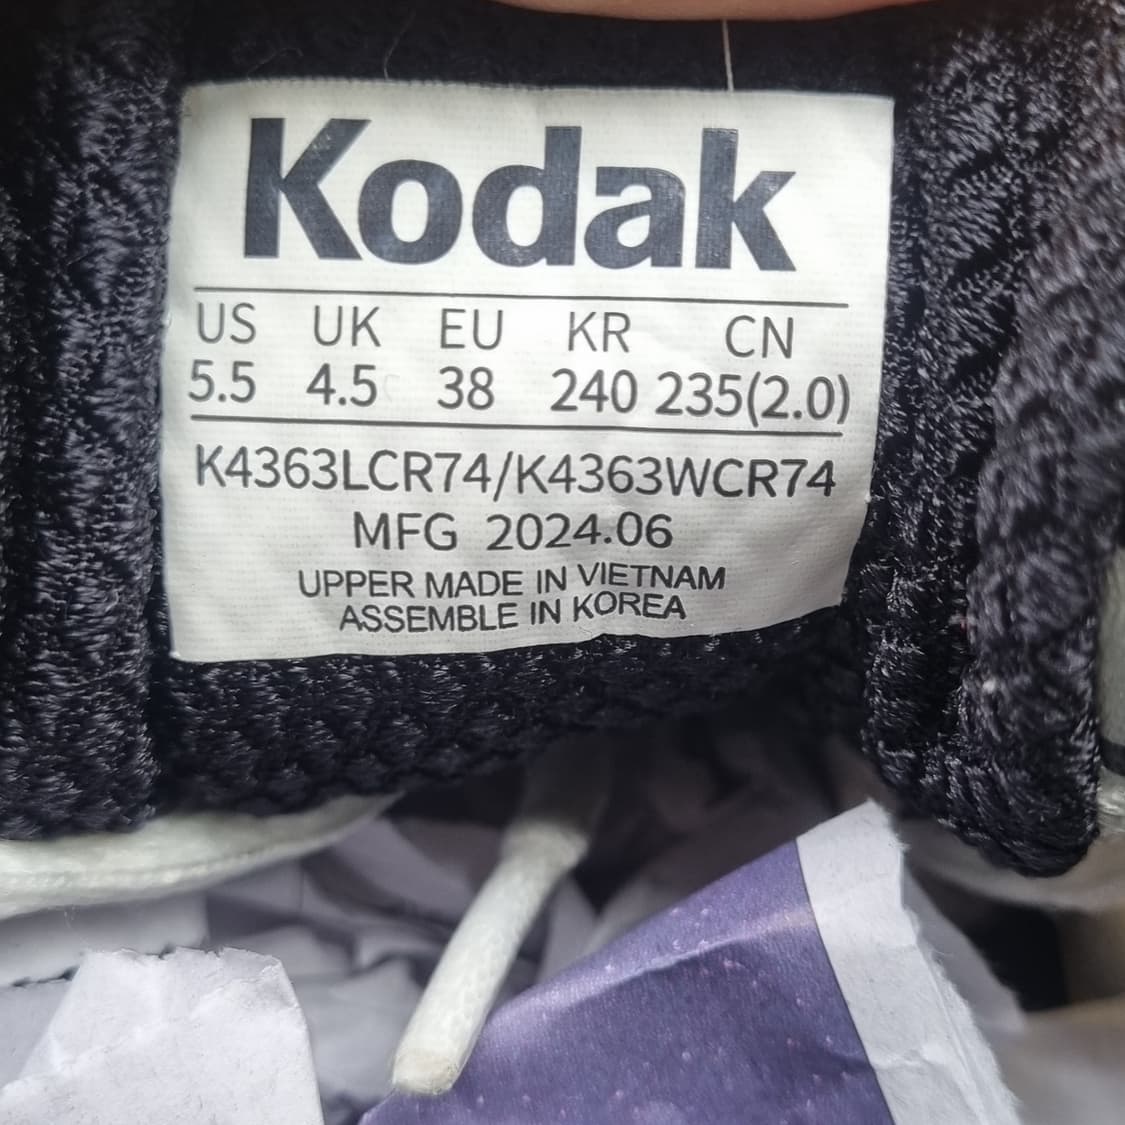 Kodak
US UK EU KR CN
5.5 4.5 38 240 235(2.0)
K4363LCR74/K4363WCR74
MFG 2024.06
UPPER MADE IN VIETNAM
ASSEMBLE IN KOREA